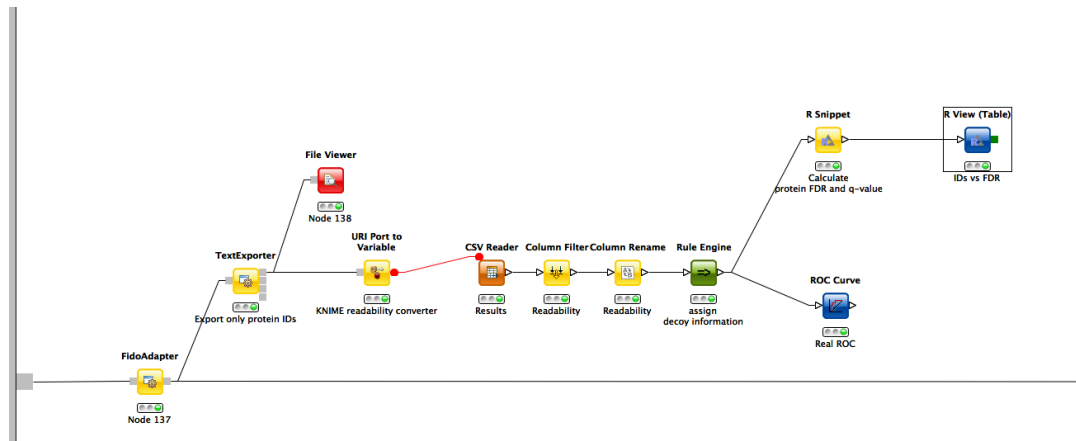 R Snippet
R View (Table)
Calculate
protein FDR and q-value
IDs vs FDR
File Viewer
Node 138
URI Port to
Variable
CSV Reader
Column Filter
Column Rename
Rule Engine
TextExporter
KNIME readability converter
Results
Readability
Readability
assign
decoy information
Export only protein IDs
ROC Curve
Real ROC
FidoAdapter
Node 137